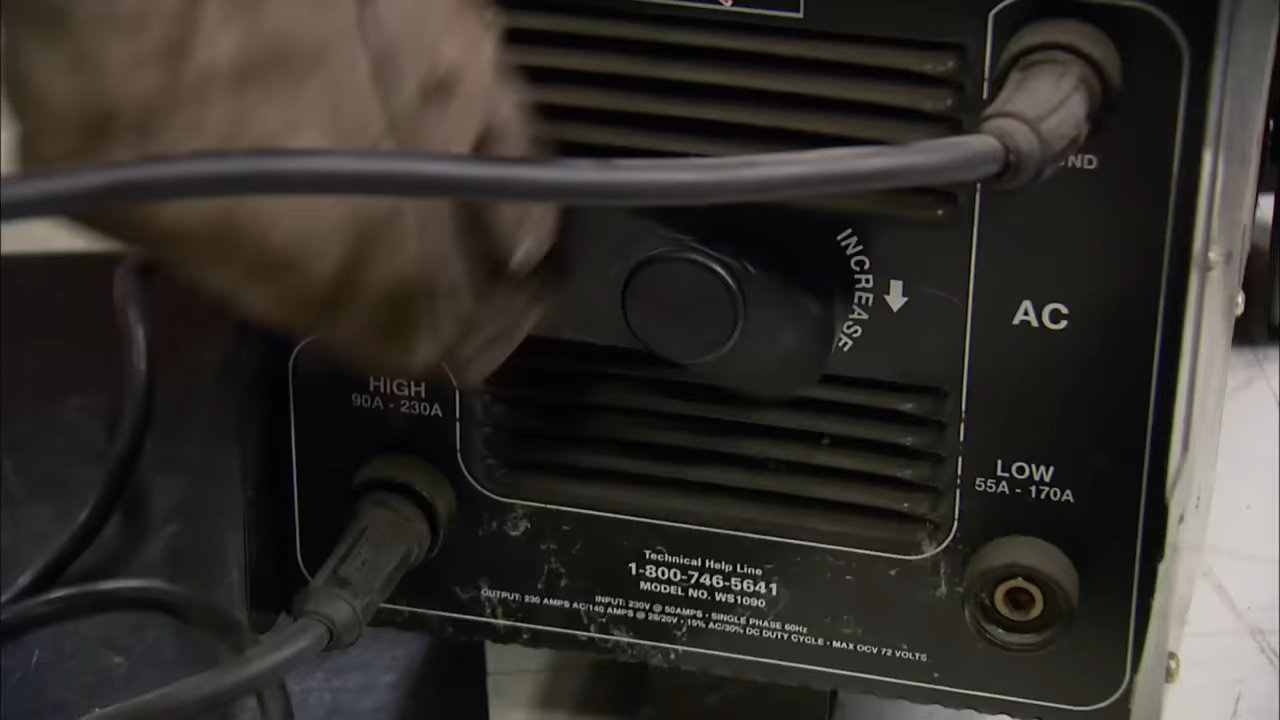 ND
INCREASE
AC
HIGH
90A - 230A
LOW
55A - 170A
Technical Help Line
1-800-746-5641
MODEL NO. WS1090
INPUT: 230V @ 50AMPS • SINGLE PHASE 60Hz
OUTPUT: 230 AMPS AC/140 AMPS @ 28/20V • 15% AC/30% DC DUTY CYCLE • MAX OCV 72 VOLTS